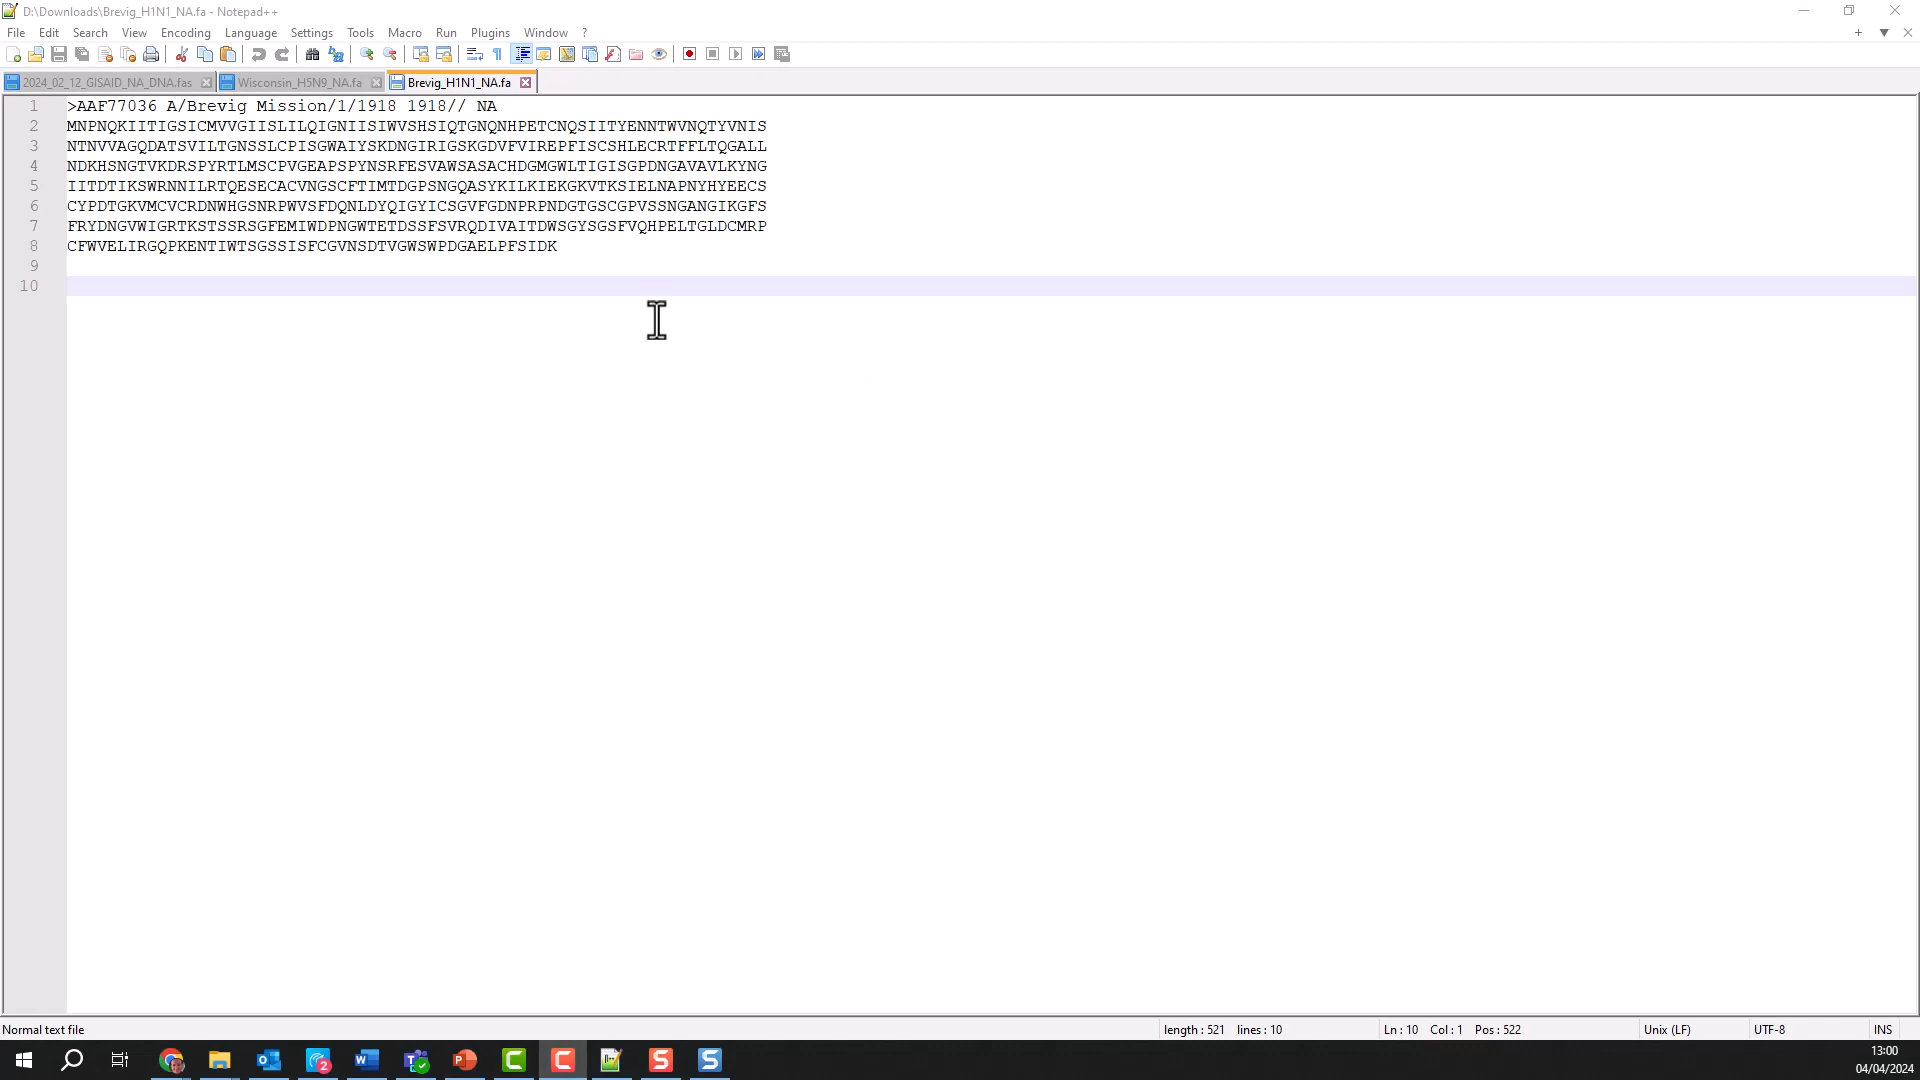 D:\Downloads\Brevig_H1N1_NA.fa - Notepad++
File Edit Search View Encoding Language Settings Tools Macro Run Plugins Window ?
2024_02_12_GISAID_NA_DNA.fas Wisconsin_H5N9_NA.fa Brevig_H1N1_NA.fa
1 >AAF77036 A/Brevig Mission/1/1918 1918// NA
2 MNPNQKIITIGSICMVVGIISLILQIGNIISIWVSHSIQTGNQNHPETCNQSIITYENNTWVNQTYVNIS
3 NTNVVAGQDATSVILTGNSSLCPISGWAIYSKDNGIRIGSKGDVFVIREPFISCSHLECRTFFLTQGALL
4 NDKHSNGTVKDRSPYRTLMSCPVGEAPSPYNSRFESVAWSASACHDGMGWLTIGISGPDNGAVAVLKYNG
5 IITDTIKSWRNNILRTQESECACVNGSCFTIMTDGPSNGQASYKILKIEKGKVTKSIELNAPNYHYEECS
6 CYPDTGKVMCVCRDNWHGSNRPWVSFDQNLDYQIGYICSGVFGDNPRPNDGTGSCGPVSSNGANGIKGFS
7 FRYDNGVWIGRTKSTSSRSGFEMIWDPNGWTETDSSFSVRQDIVAITDWSGYSGSFVQHPELTGLDCMRP
8 CFWVELIRGQPKENTIWTSGSSISFCGVNSDTVGWSWPDGAELPFSIDK
9
10
Normal text file length : 521 lines : 10 Ln : 10 Col : 1 Pos : 522 Unix (LF) UTF-8 INS
13:00
04/04/2024